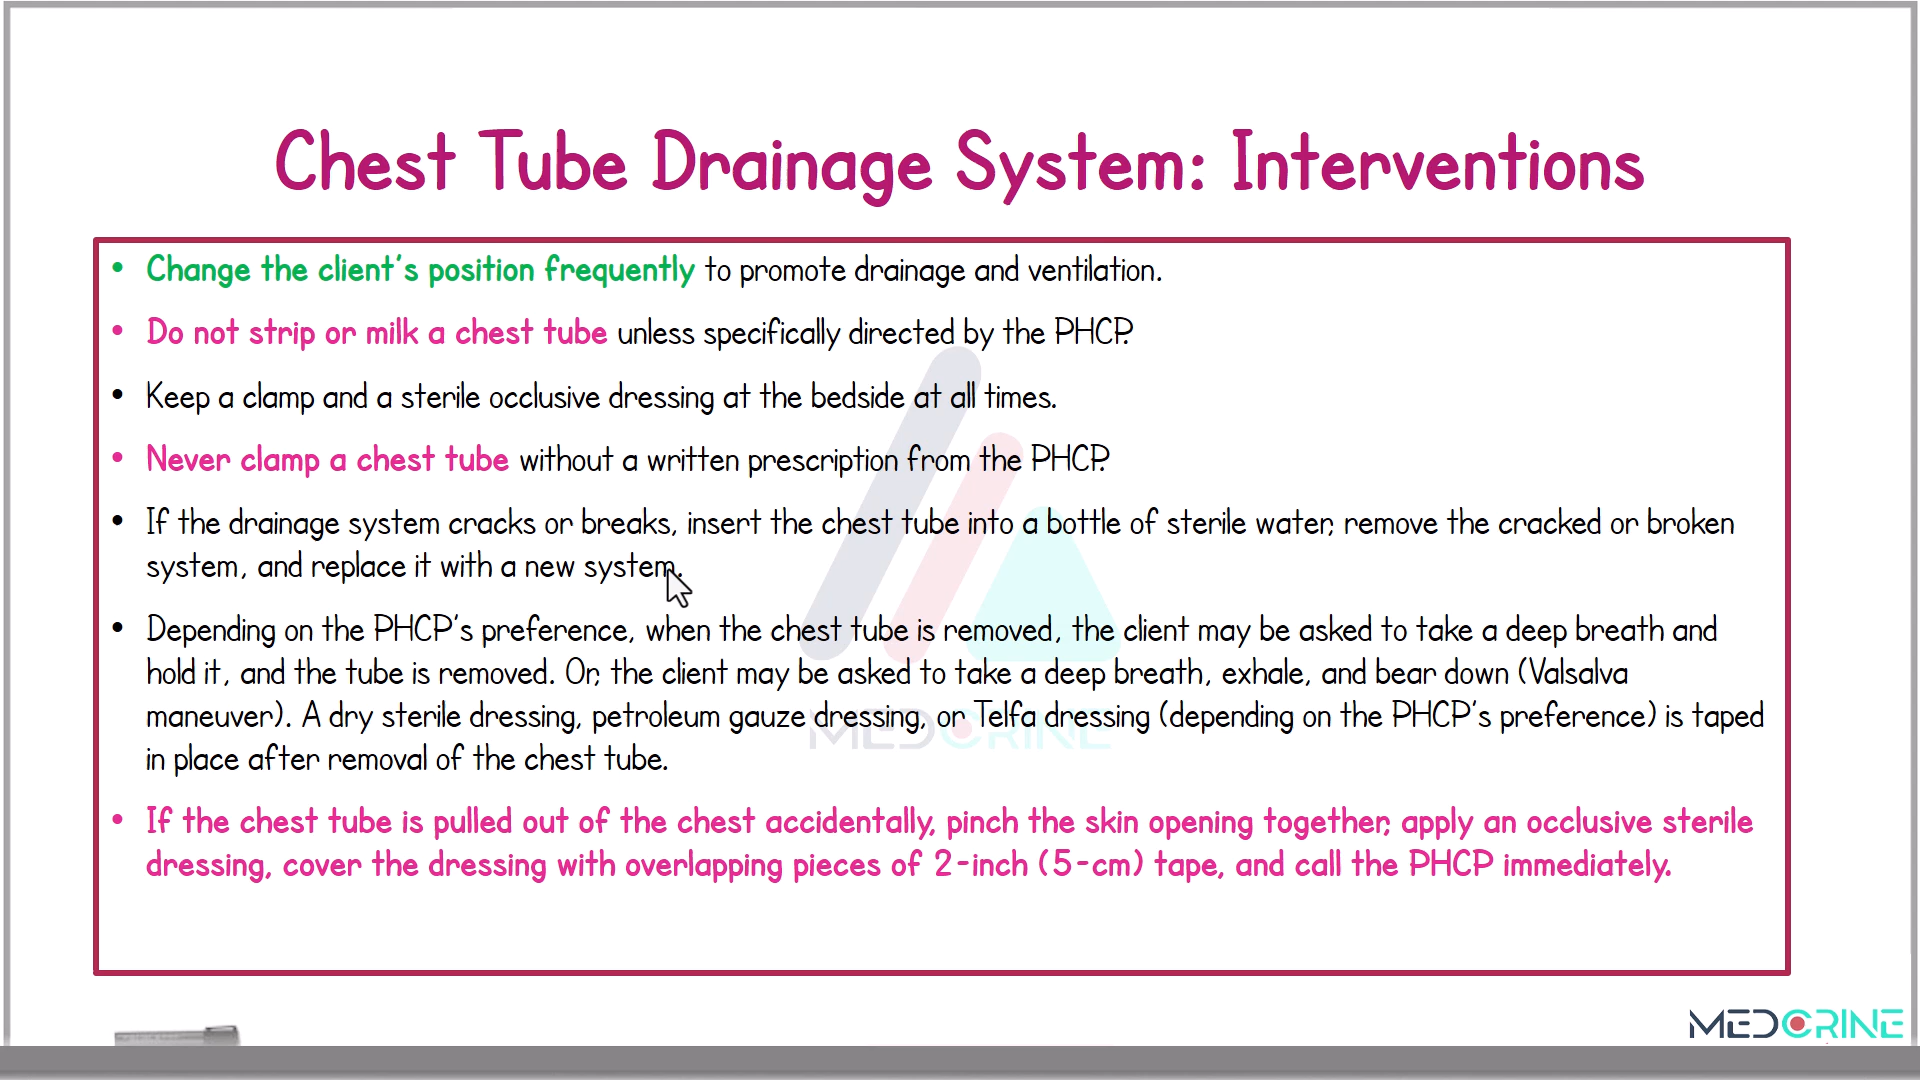 Chest Tube Drainage System: Interventions
• Change the client's position frequently to promote drainage and ventilation.
• Do not strip or milk a chest tube unless specifically directed by the PHCP.
• Keep a clamp and a sterile occlusive dressing at the bedside at all times.
• Never clamp a chest tube without a written prescription from the PHCP.
• If the drainage system cracks or breaks, insert the chest tube into a bottle of sterile water, remove the cracked or broken
system, and replace it with a new system.
• Depending on the PHCP's preference, when the chest tube is removed, the client may be asked to take a deep breath and
hold it, and the tube is removed. Or, the client may be asked to take a deep breath, exhale, and bear down (Valsalva
maneuver). A dry sterile dressing, petroleum gauze dressing, or Telfa dressing (depending on the PHCP's preference) is taped
in place after removal of the chest tube.
• If the chest tube is pulled out of the chest accidentally, pinch the skin opening together, apply an occlusive sterile
dressing, cover the dressing with overlapping pieces of 2-inch (5-cm) tape, and call the PHCP immediately.
MEDCRINE
MEDCRINE